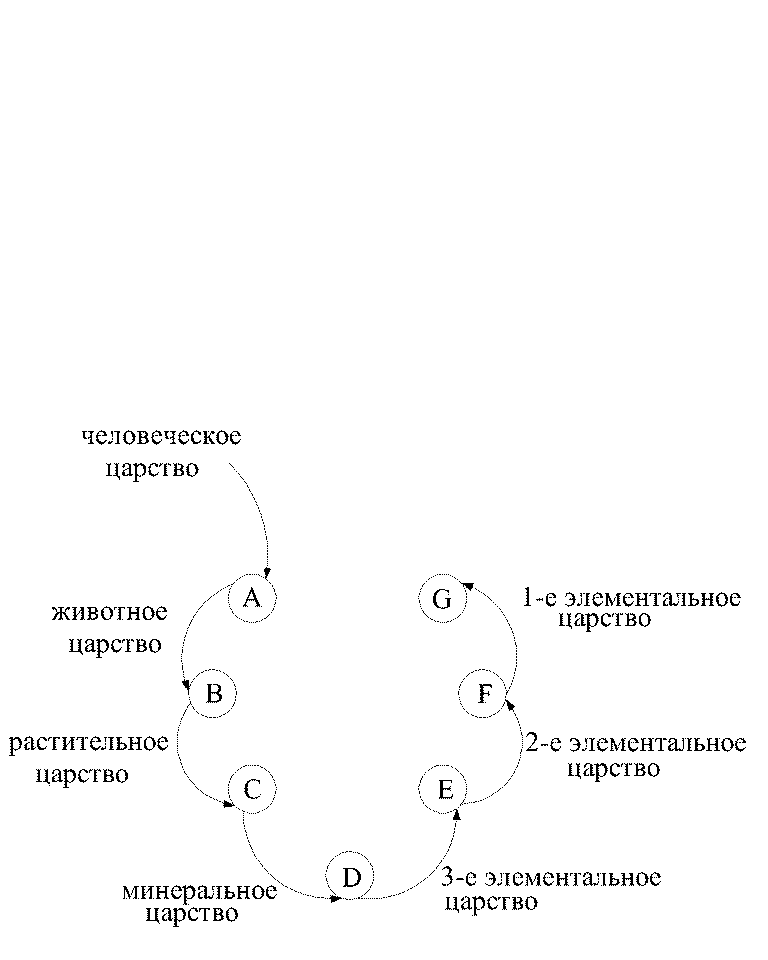 человеческое
царство
A
G
1-е элементальное
царство
животное
царство
B
F
растительное
царство
2-е элементальное
царство
C
E
D
3-е элементальное
царство
минеральное
царство